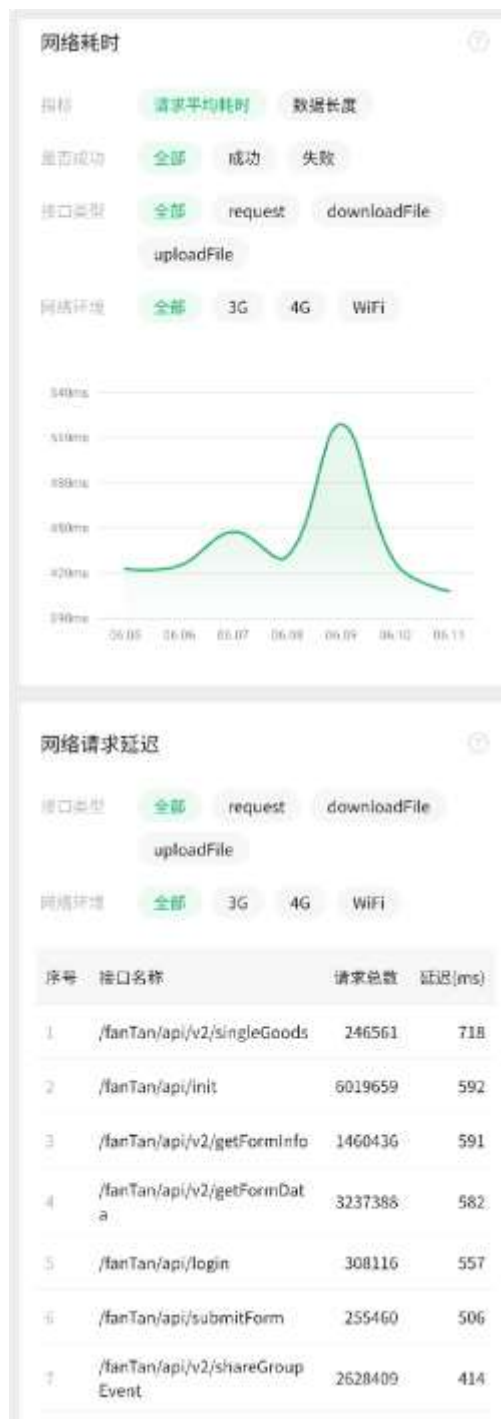 网络耗时
指标 请求平均耗时 数据长度
是否成功 全部 成功 失败
接口类型 全部 request downloadFile
uploadFile
网络环境 全部 3G 4G WiFi
540ms
510ms
480ms
450ms
420ms
390ms
06.05 06.06 06.07 06.08 06.09 06.10 06.11
网络请求延迟
接口类型 全部 request downloadFile
uploadFile
网络环境 全部 3G 4G WiFi
序号 接口名称 请求总数 延迟(ms)
1 /fanTan/api/v2/singleGoods 246561 718
2 /fanTan/api/init 6019659 592
3 /fanTan/api/v2/getFormInfo 1460436 591
4 /fanTan/api/v2/getFormDat
a 3237388 582
5 /fanTan/api/login 308116 557
6 /fanTan/api/submitForm 255460 506
7 /fanTan/api/v2/shareGroup
Event 2628409 414